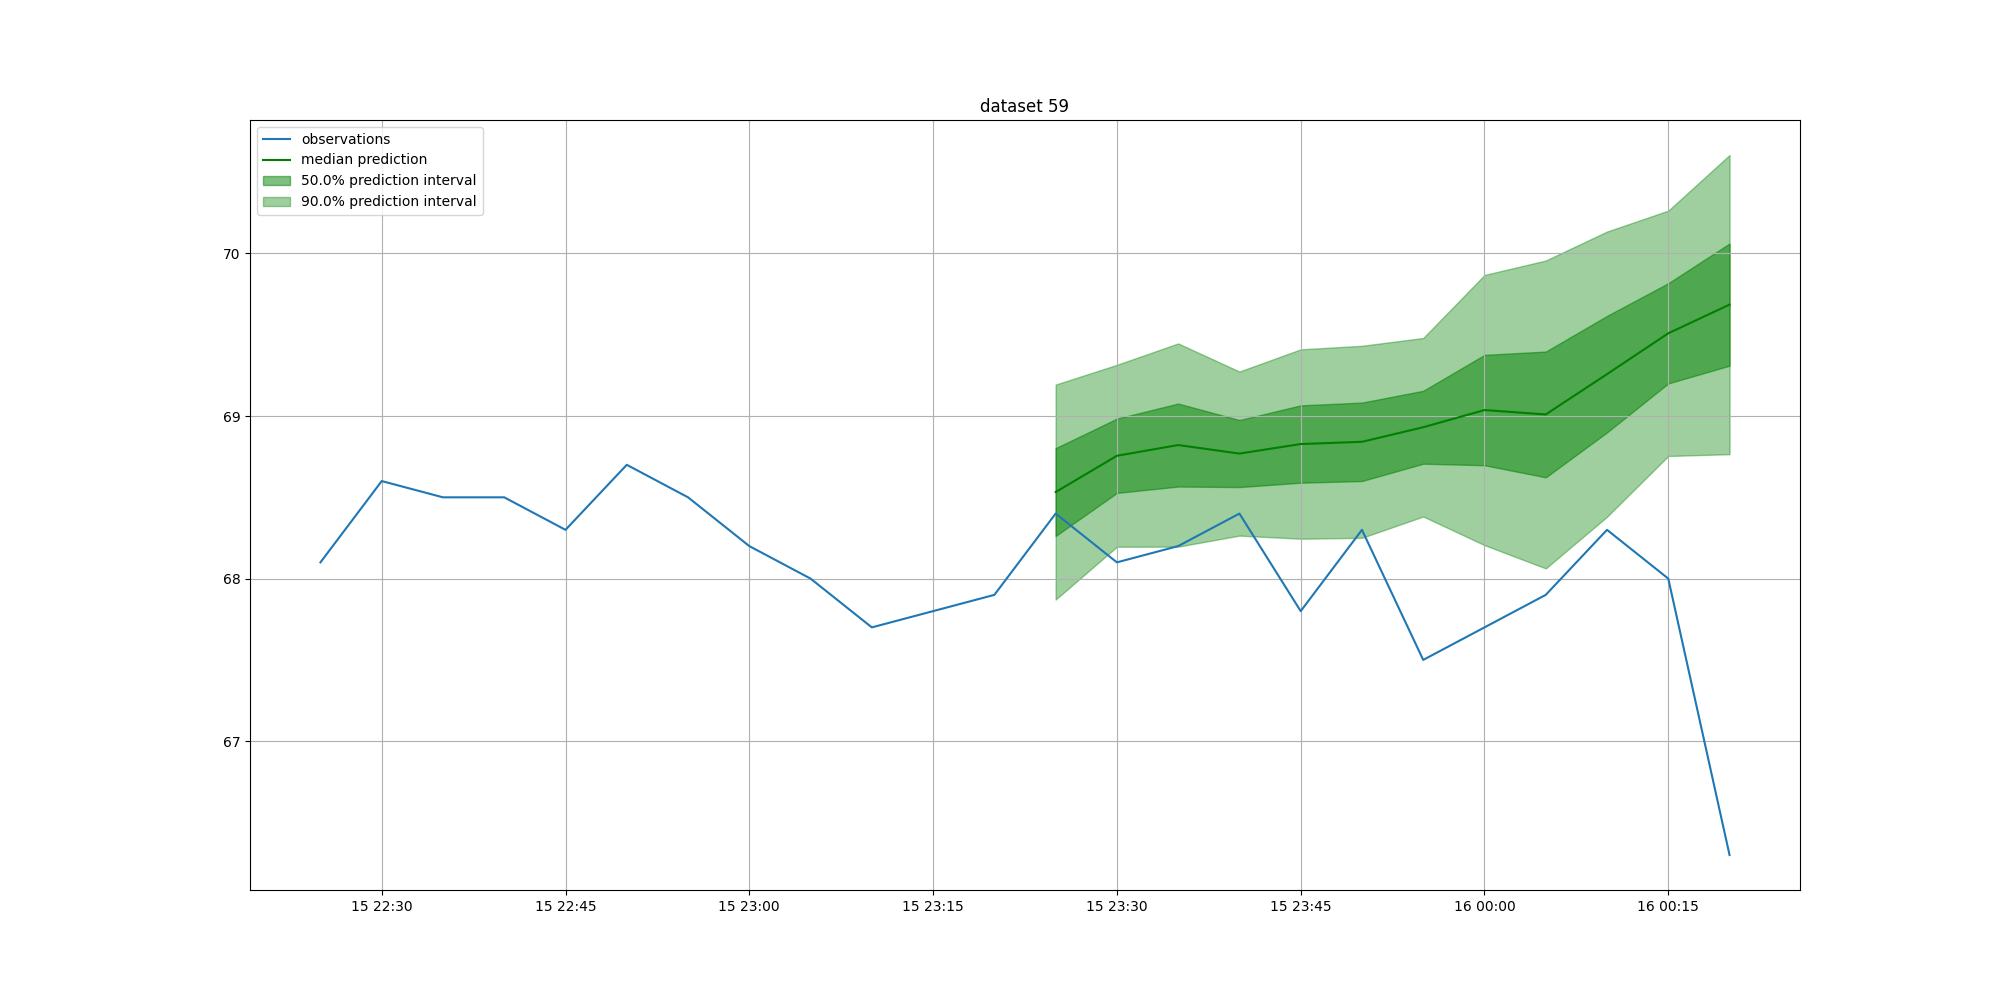 dataset 59
observations
median prediction
50.0% prediction interval
90.0% prediction interval
70
69
68
67
15 22:30 15 22:45 15 23:00 15 23:15 15 23:30 15 23:45 16 00:00 16 00:15